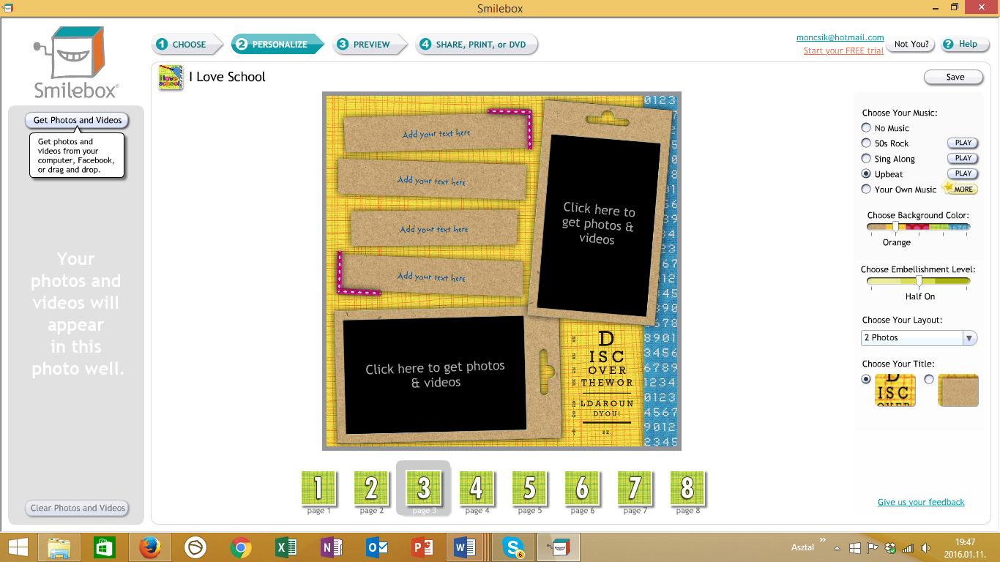 Smilebox
1 CHOOSE
2 PERSONALIZE
3 PREVIEW
4 SHARE, PRINT, or DVD
moncsik@hotmail.com
Start your FREE trial
Not You?
? Help
Smilebox®
I Love School
Save
Get Photos and Videos
Get photos and
videos from your
computer, Facebook,
or drag and drop.
Your
photos and
videos will
appear
in this
photo well.
Clear Photos and Videos
Add your text here
Add your text here
Add your text here
Add your text here
Click here to
get photos &
videos
Click here to get photos
& videos
D
ISC
OVER
THEWOR
LDAROUN
DYOU!
0123
678
8901
3456
6789
1234
0123
4567
9012
2345
Choose Your Music:
No Music
50s Rock PLAY
Sing Along PLAY
Upbeat PLAY
Your Own Music MORE
Choose Background Color:
Orange
Choose Embellishment Level:
Half On
Choose Your Layout:
2 Photos
Choose Your Title:
D
ISC
OVER
Give us your feedback
1
page 1
2
page 2
3
page 3
4
page 4
5
page 5
6
page 6
7
page 7
8
page 8
Asztal
19:47
2016.01.11.
6